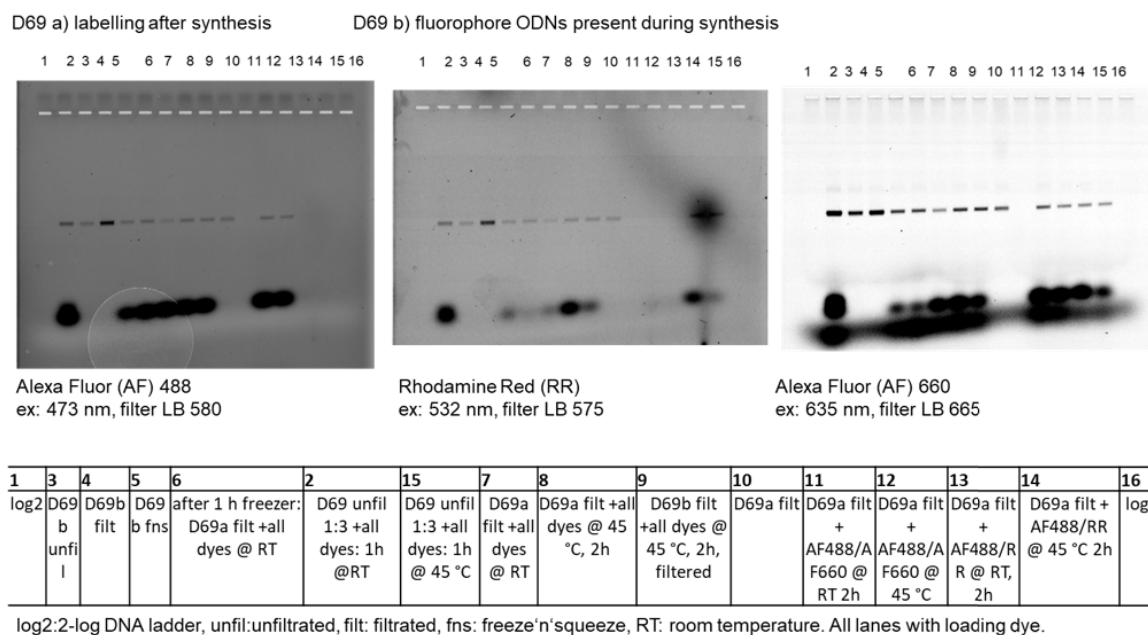 D69 a) labelling after synthesis
D69 b) fluorophore ODNs present during synthesis
1 2 3 4 5 6 7 8 9 10 11 12 13 14 15 16
1 2 3 4 5 6 7 8 9 10 11 12 14 15 16
1 2 3 4 5 6 7 8 9 10 11 12 14 15 16
Alexa Fluor (AF) 488
ex: 473 nm, filter LB 580
Rhodamine Red (RR)
ex: 532 nm, filter LB 575
Alexa Fluor (AF) 660
ex: 635 nm, filter LB 665
1 3 4 5 6 2 15 7 8 9 10 11 12 13 14 16
log2
D69
b
unfi
l
D69b
filt
D69
b fns
after 1 h freezer:
D69a filt +all
dyes @ RT
D69 unfil
1:3 +all
dyes: 1h
@RT
D69 unfil
1:3 +all
dyes: 1h
@ 45 °C
D69a
filt +all
dyes
@ RT
D69a filt +all
dyes @ 45
°C, 2h
D69b filt
+all dyes @
45 °C, 2h,
filtered
D69a filt
D69a filt
+
AF488/A
F660 @
RT 2h
D69a filt
+
AF488/A
F660 @
45 °C
D69a filt
+
AF488/R
R @ RT,
2h
D69a filt +
AF488/RR
@ 45 °C 2h
log
log2:2-log DNA ladder, unfil:unfiltrated, filt: filtrated, fns: freeze'n'squeeze, RT: room temperature. All lanes with loading dye.